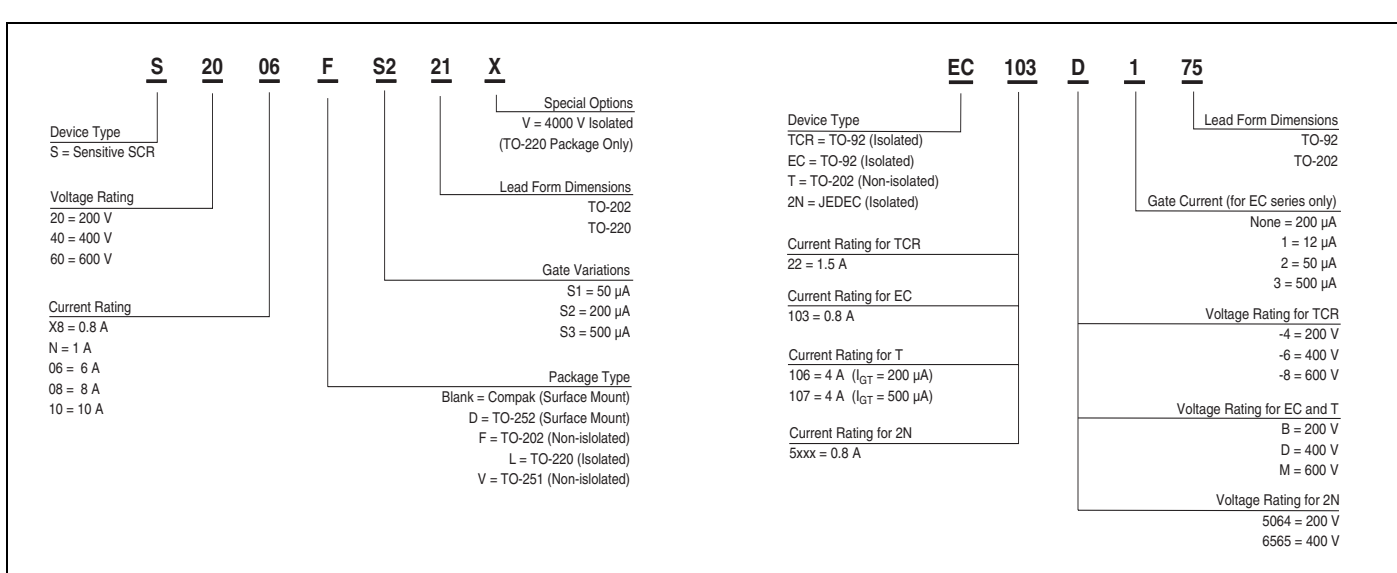 S 20 06 F S2 21 X
Special Options
V = 4000 V Isolated
(TO-220 Package Only)
Device Type
S = Sensitive SCR
Lead Form Dimensions
TO-202
TO-220
Voltage Rating
20 = 200 V
40 = 400 V
60 = 600 V
Gate Variations
S1 = 50 µA
S2 = 200 µA
S3 = 500 µA
Current Rating
X8 = 0.8 A
N = 1 A
06 = 6 A
08 = 8 A
10 = 10 A
Package Type
Blank = Compak (Surface Mount)
D = TO-252 (Surface Mount)
F = TO-202 (Non-islolated)
L = TO-220 (Isolated)
V = TO-251 (Non-islolated)
EC 103 D 1 75
Device Type
TCR = TO-92 (Isolated)
EC = TO-92 (Isolated)
T = TO-202 (Non-isolated)
2N = JEDEC (Isolated)
Lead Form Dimensions
TO-92
TO-202
Gate Current (for EC series only)
None = 200 µA
1 = 12 µA
2 = 50 µA
3 = 500 µA
Current Rating for TCR
22 = 1.5 A
Current Rating for EC
103 = 0.8 A
Current Rating for T
106 = 4 A (IGT = 200 µA)
107 = 4 A (IGT = 500 µA)
Current Rating for 2N
5xxx = 0.8 A
Voltage Rating for TCR
-4 = 200 V
-6 = 400 V
-8 = 600 V
Voltage Rating for EC and T
B = 200 V
D = 400 V
M = 600 V
Voltage Rating for 2N
5064 = 200 V
6565 = 400 V